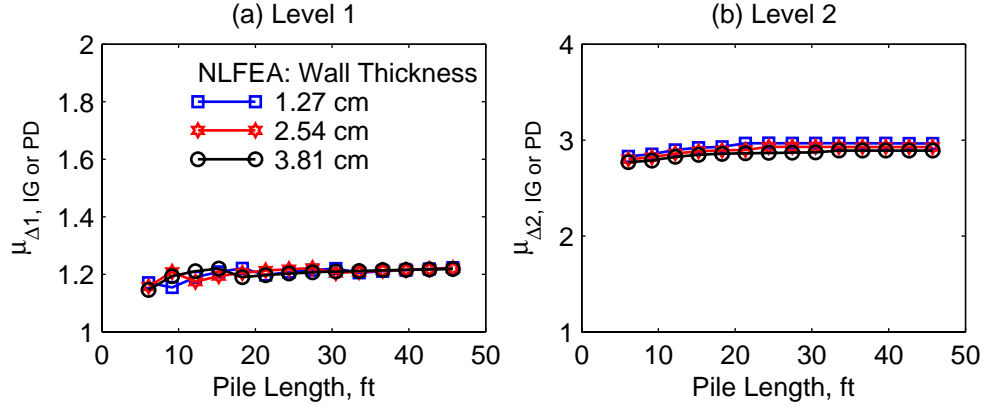 (a) Level 1
2
1.8
1.6
1.4
1.2
1
μΔ1, IG or PD
NLFEA: Wall Thickness
1.27 cm
2.54 cm
3.81 cm
0 10 20 30 40 50
Pile Length, ft
(b) Level 2
4
3
2
1
μΔ2, IG or PD
0 10 20 30 40 50
Pile Length, ft